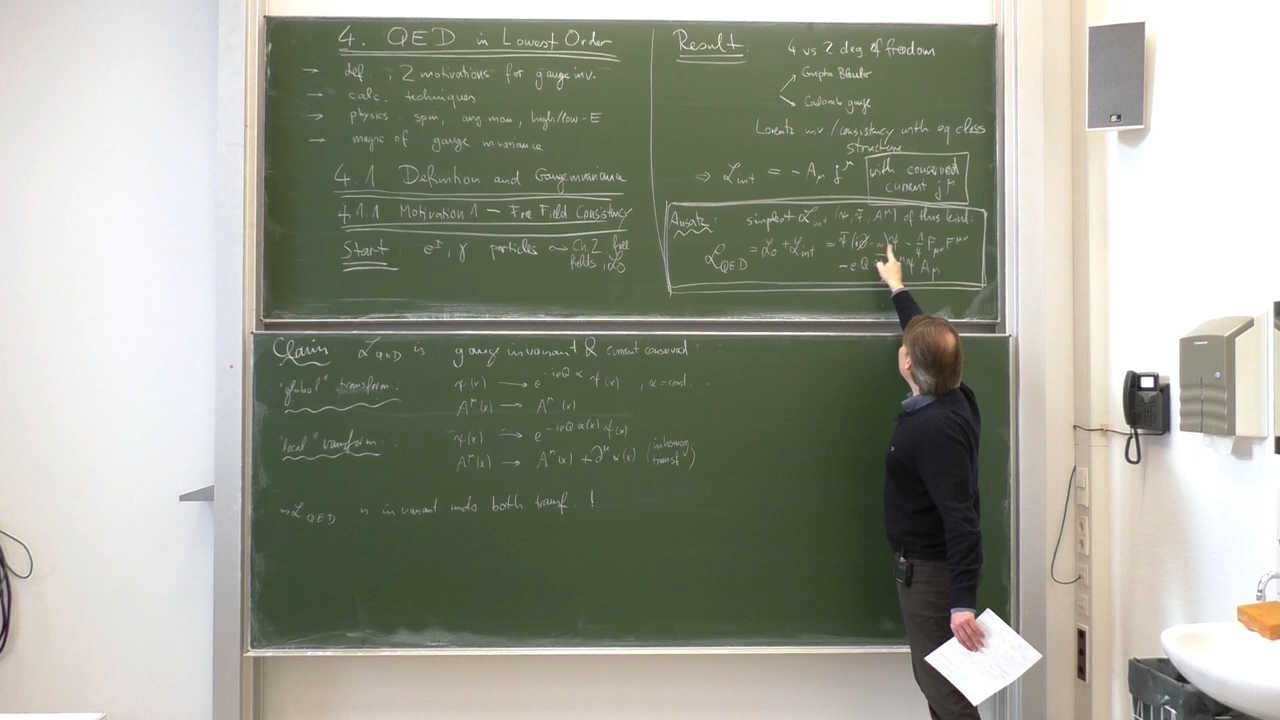 4. QED in Lowest Order
→ def., 2 motivations for gauge inv.
→ calc. techniques
→ physics: spin, ang mom, high/low-E
→ magic of gauge invariance
4.1 Definition and Gaugeinvariance
4.1.1 Motivation 1 – Free Field Consistency
Start: e±, γ particles ↝ Ch.2 free
fields, ℒ₀
Result: 4 vs 2 deg of freedom
Gupta Bleuler
Coulomb gauge
Lorentz inv./consistency with eq class
structure
⇒ ℒint = - Aμ jμ with conserved
current jμ
Ansatz: simplest ℒint (ψ, ψ̄, Aμ) of this kind.
ℒQED = ℒ₀ + ℒint = ψ̄(i∂̸ - m)ψ - 1/4 Fμν Fμν
- eQ ψ Aμ
Claim ℒQED is gauge invariant & current conserved:
"global" transform. ψ(x) → e^{-ieQα} ψ(x), α = const.
Aμ(x) → Aμ(x)
"local" transform. ψ(x) → e^{-ieQα(x)} ψ(x)
Aμ(x) → Aμ(x) + ∂μα(x) (inhomog.
transf.)
→ ℒQED is invariant under both transf. !